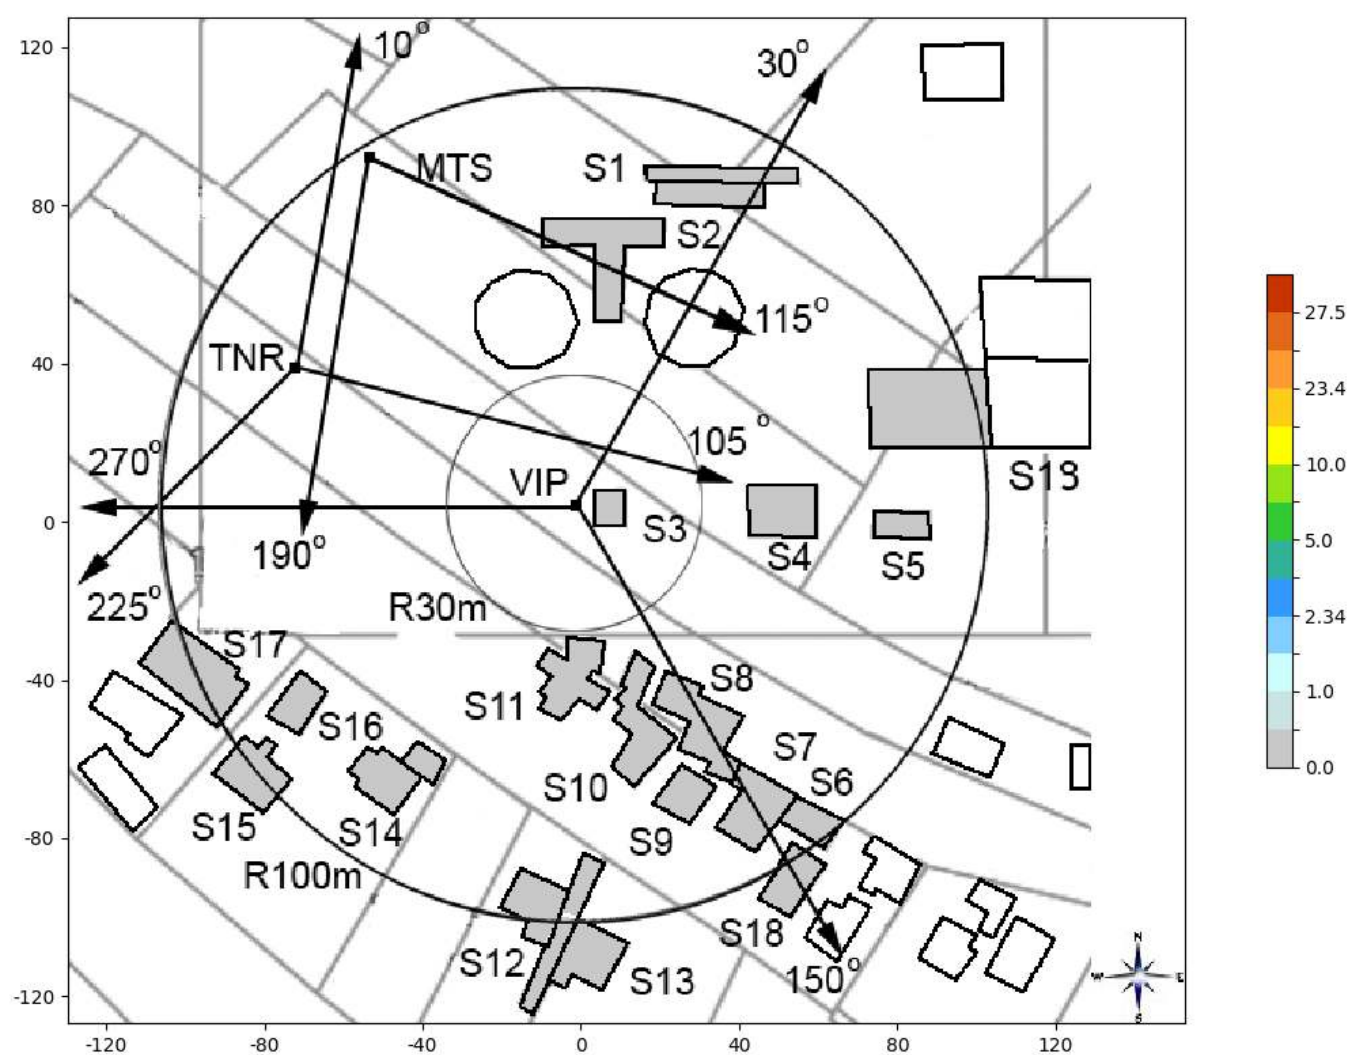 120
80
40
0
-40
-80
-120
-120
-80
-40
0
40
80
120
10°
30°
MTS
S1
S2
115°
TNR
105°
270°
VIP
S3
S4
S5
S13
190°
225°
R30m
S17
S11
S8
S16
S7
S6
S10
S15
S14
S9
R100m
S18
S12
S13
150°
N
W
E
S
27.5
23.4
10.0
5.0
2.34
1.0
0.0